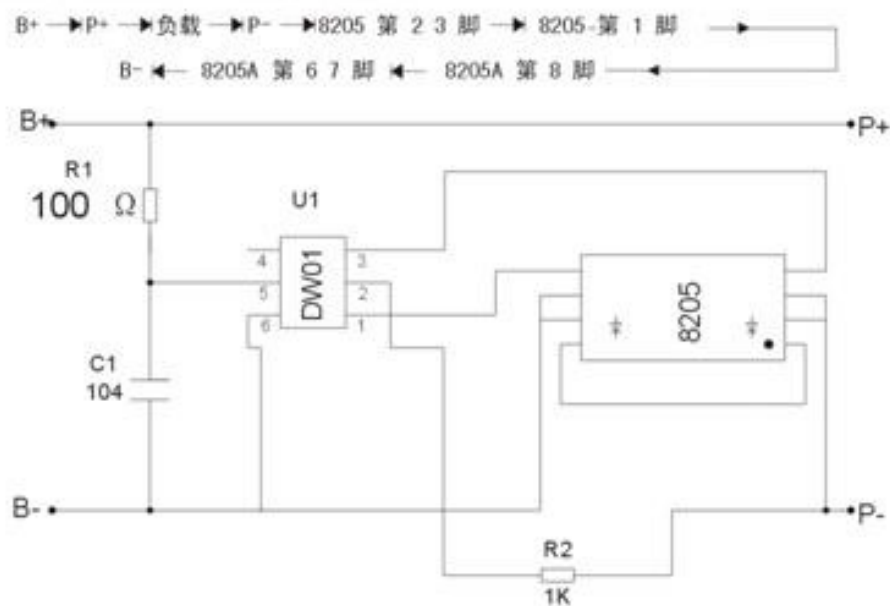 B+ → P+ → 负载 → P- → 8205 第 2 3 脚 → 8205-第 1 脚
B- ← 8205A 第 6 7 脚 ← 8205A 第 8 脚
B+
P+
R1
100 Ω
U1
4
3
5
DW01
2
6
1
8205
C1
104
B-
P-
R2
1K